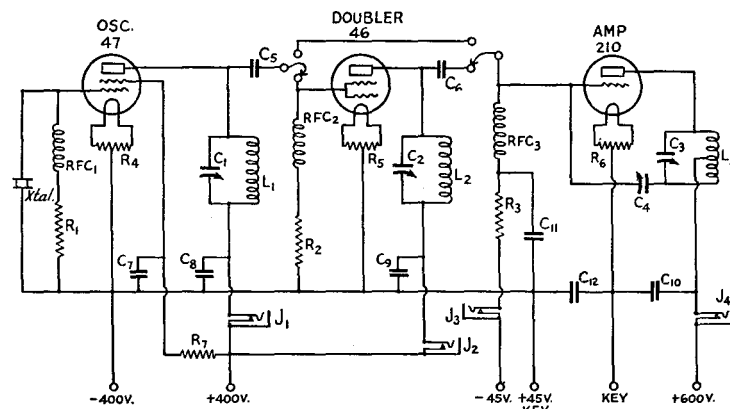 OSC.
47
DOUBLER
46
AMP
210
C5
C6
RFC1
R4
C1
L1
RFC2
R5
C2
L2
RFC3
R6
C3
C4
Xtal.
R1
R2
R3
C11
C7
C8
C9
C12
C10
J1
J2
J3
J4
R7
-400V.
+400V.
-45V.
+45V.
KEY
KEY
+600V.